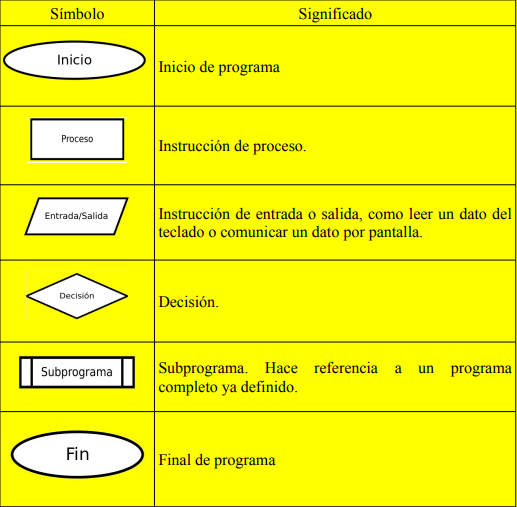 Símbolo Significado
Inicio
Inicio de programa
Proceso
Instrucción de proceso.
Entrada/Salida
Instrucción de entrada o salida, como leer un dato del
teclado o comunicar un dato por pantalla.
Decisión
Decisión.
Subprograma
Subprograma. Hace referencia a un programa
completo ya definido.
Fin
Final de programa